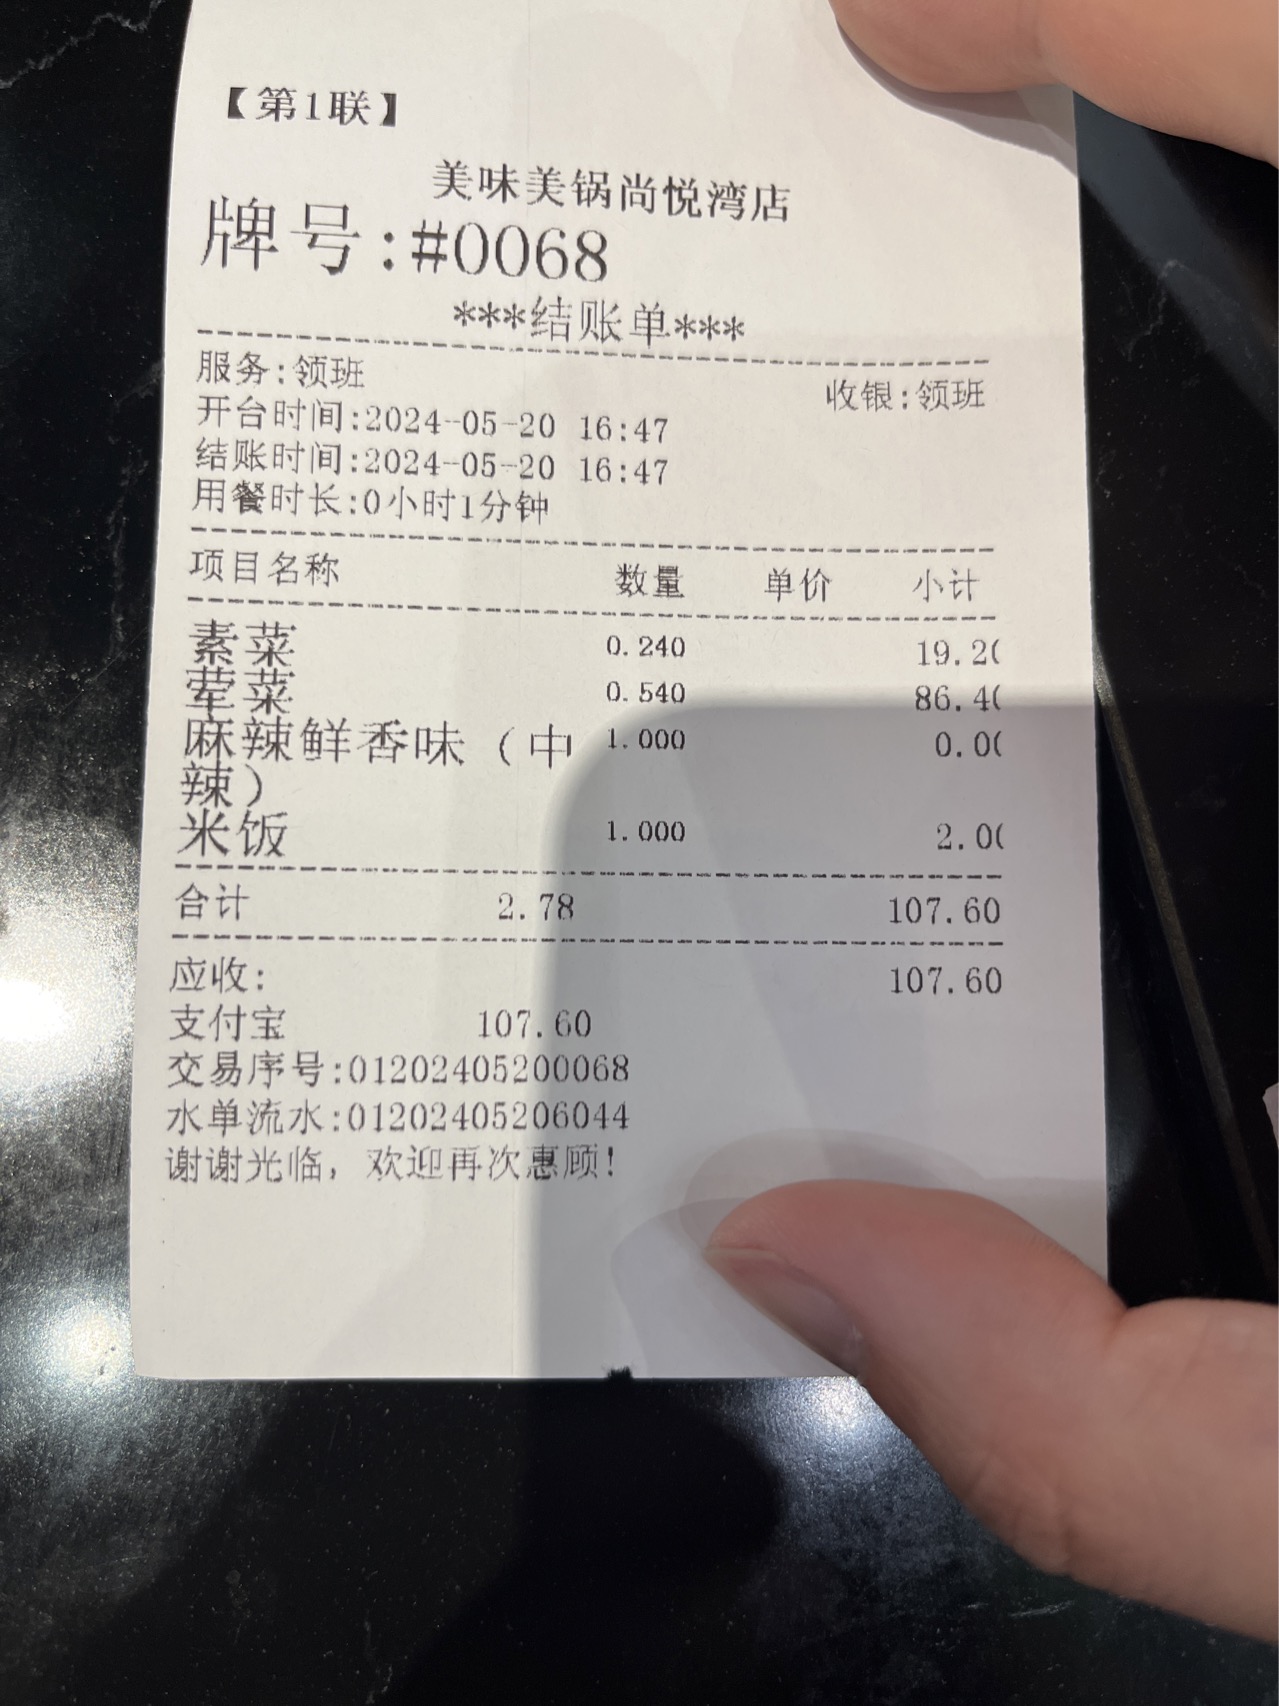 【第1联】
美味美锅尚悦湾店
牌号:#0068
***结账单***
服务:领班 收银:领班
开台时间:2024-05-20 16:47
结账时间:2024-05-20 16:47
用餐时长:0小时1分钟
项目名称 数量 单价 小计
素菜 0.240 19.20
荤菜 0.540 86.40
麻辣鲜香味（中 1.000 0.00
辣）
米饭 1.000 2.00
合计 2.78 107.60
应收: 107.60
支付宝 107.60
交易序号:01202405200068
水单流水:01202405206044
谢谢光临，欢迎再次惠顾!